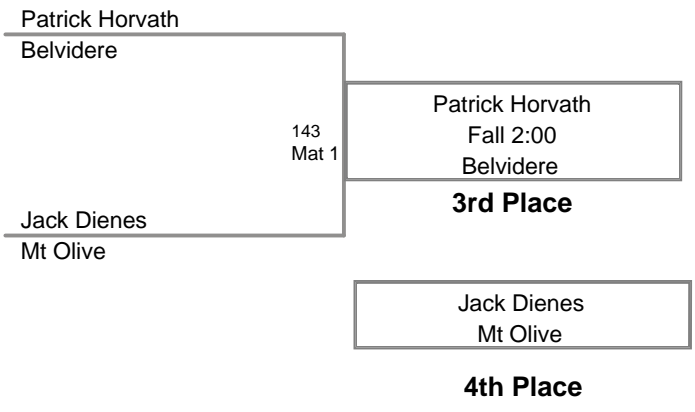 Patrick Horvath
Belvidere
143
Mat 1
Patrick Horvath
Fall 2:00
Belvidere
3rd Place
Jack Dienes
Mt Olive
Jack Dienes
Mt Olive
4th Place